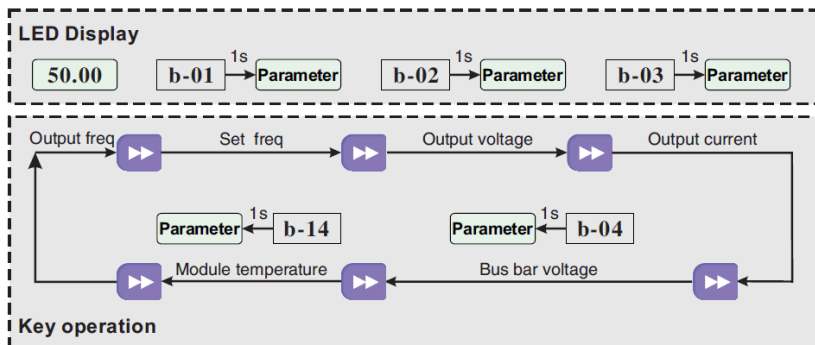 LED Display
50.00 b-01 1s Parameter b-02 1s Parameter b-03 1s Parameter
Output freq Set freq Output voltage Output current
Parameter 1s b-14 Parameter 1s b-04
Module temperature Bus bar voltage
Key operation